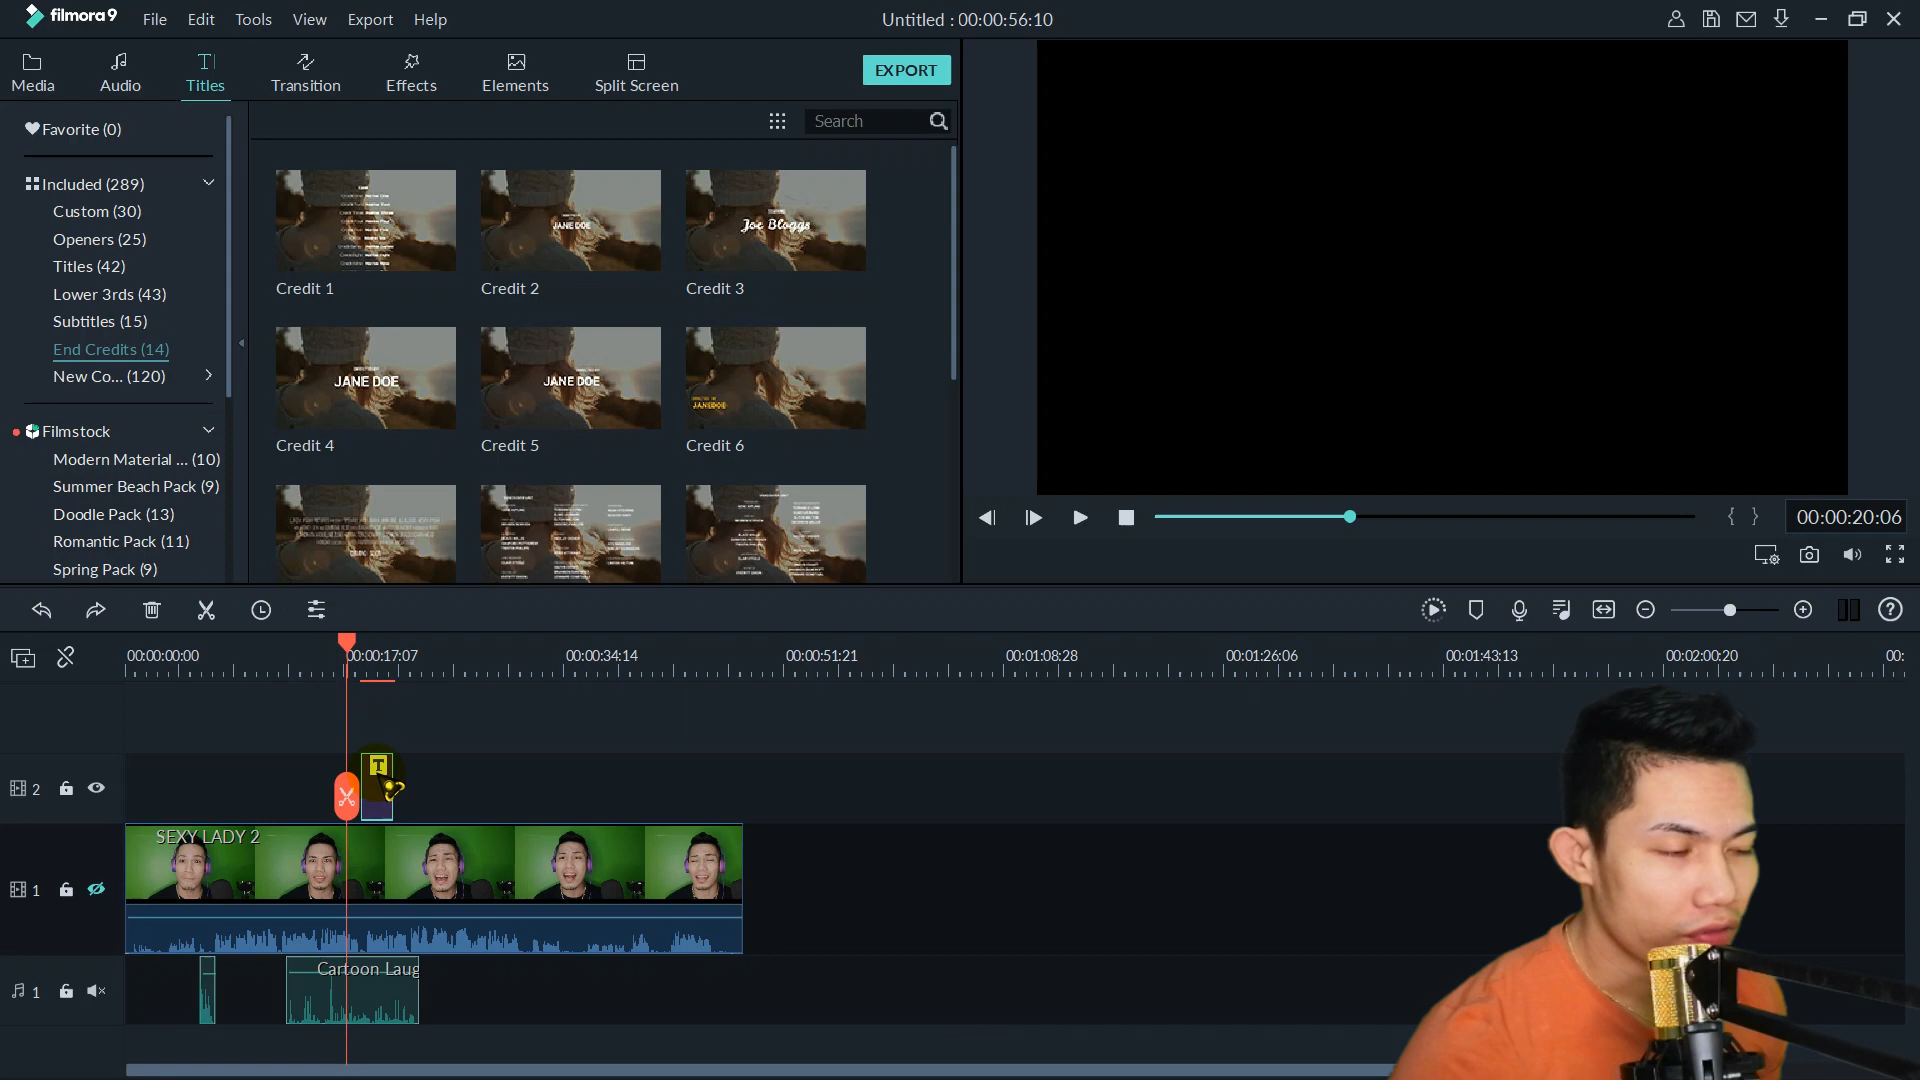 filmora9
File Edit Tools View Export Help
Untitled : 00:00:56:10
Media Audio Titles Transition Effects Elements Split Screen
EXPORT
Search
Favorite (0)
Included (289)
Custom (30)
Openers (25)
Titles (42)
Lower 3rds (43)
Subtitles (15)
End Credits (14)
New Co... (120)
Filmstock
Modern Material ... (10)
Summer Beach Pack (9)
Doodle Pack (13)
Romantic Pack (11)
Spring Pack (9)
JANE DOE
Joe Bloggs
Credit 1 Credit 2 Credit 3
JANE DOE
JANE DOE
JANE DOE
Credit 4 Credit 5 Credit 6
00:00:20:06
00:00:00:00 00:00:17:07 00:00:34:14 00:00:51:21 00:01:08:28 00:01:26:06 00:01:43:13 00:02:00:20 00:
2
T
SEXY LADY 2
1
Cartoon Laug
1